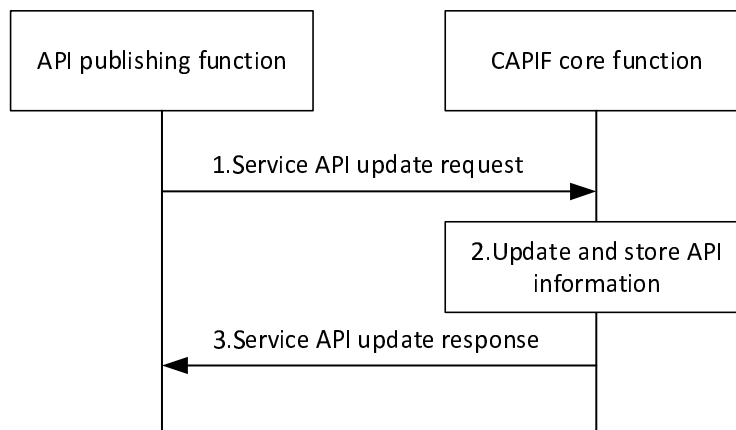 API publishing function
CAPIF core function
1.Service API update request
2.Update and store API
information
3.Service API update response